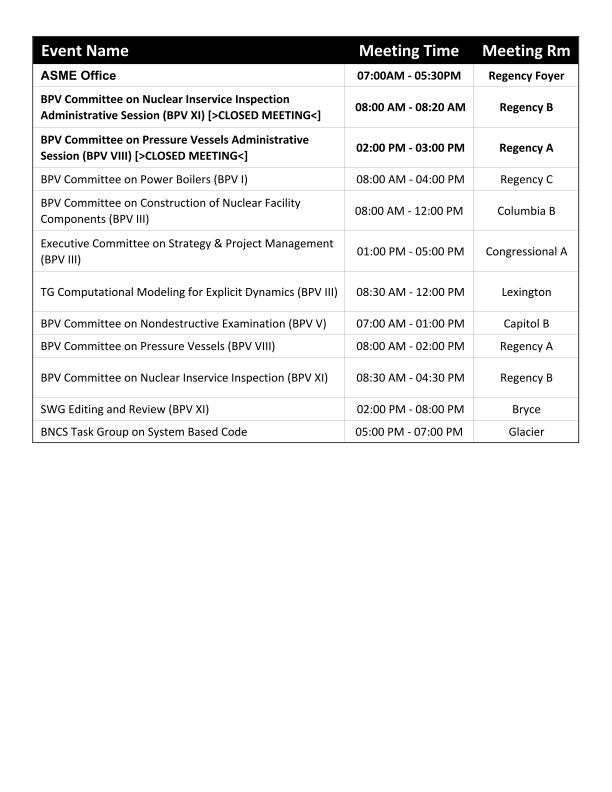 Event Name Meeting Time Meeting Rm
ASME Office 07:00AM - 05:30PM Regency Foyer
BPV Committee on Nuclear Inservice Inspection
Administrative Session (BPV XI) [>CLOSED MEETING<] 08:00 AM - 08:20 AM Regency B
BPV Committee on Pressure Vessels Administrative
Session (BPV VIII) [>CLOSED MEETING<] 02:00 PM - 03:00 PM Regency A
BPV Committee on Power Boilers (BPV I) 08:00 AM - 04:00 PM Regency C
BPV Committee on Construction of Nuclear Facility
Components (BPV III) 08:00 AM - 12:00 PM Columbia B
Executive Committee on Strategy & Project Management
(BPV III) 01:00 PM - 05:00 PM Congressional A
TG Computational Modeling for Explicit Dynamics (BPV III) 08:30 AM - 12:00 PM Lexington
BPV Committee on Nondestructive Examination (BPV V) 07:00 AM - 01:00 PM Capitol B
BPV Committee on Pressure Vessels (BPV VIII) 08:00 AM - 02:00 PM Regency A
BPV Committee on Nuclear Inservice Inspection (BPV XI) 08:30 AM - 04:30 PM Regency B
SWG Editing and Review (BPV XI) 02:00 PM - 08:00 PM Bryce
BNCS Task Group on System Based Code 05:00 PM - 07:00 PM Glacier